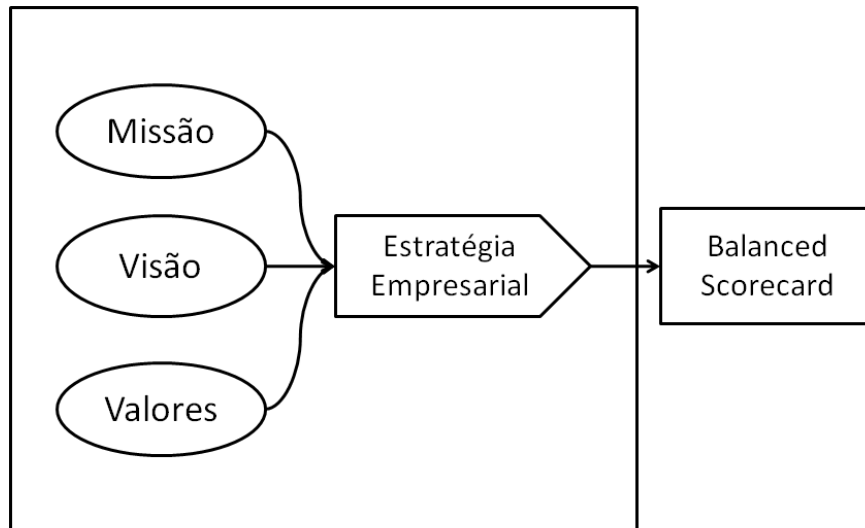 Missão
Visão
Valores
Estratégia
Empresarial
Balanced
Scorecard